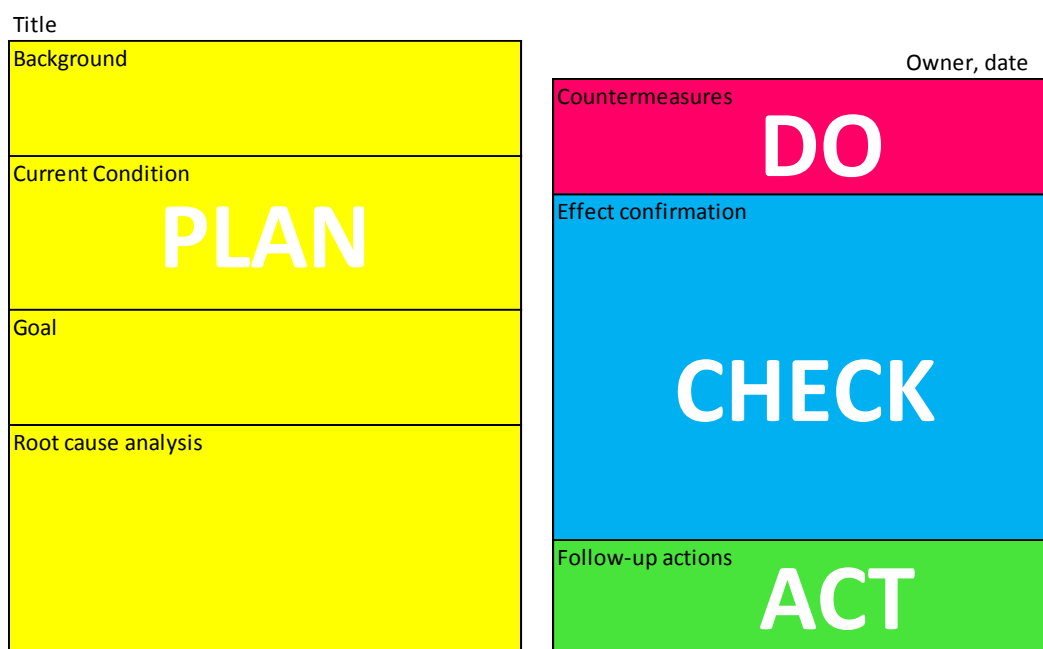 Title
Background
Current Condition
PLAN
Goal
Root cause analysis
Owner, date
Countermeasures
DO
Effect confirmation
CHECK
Follow-up actions
ACT